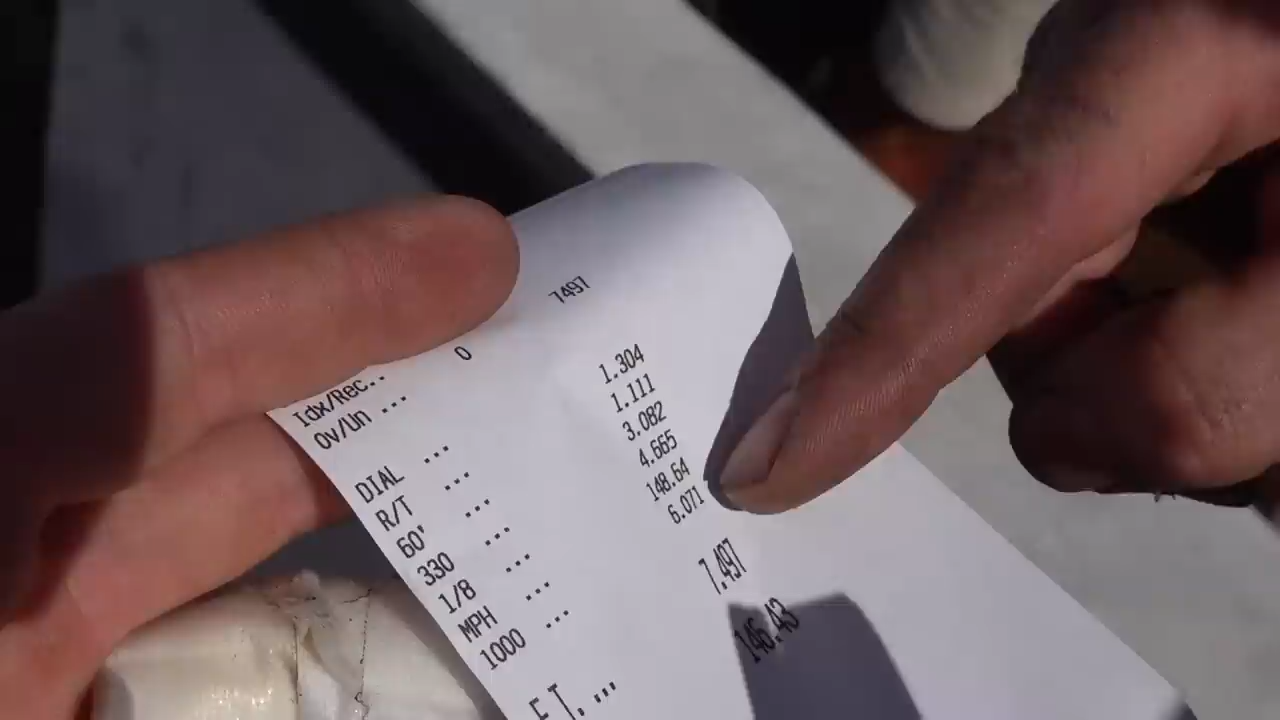 Idx/Rec.. 0 7497
Ov/Un ...
DIAL ...
R/T ... 1.304
60' ... 1.111
330 ... 3.082
1/8 ... 4.665
MPH ... 148.64
1000 ... 6.071
E.T. ... 7.497
146.43